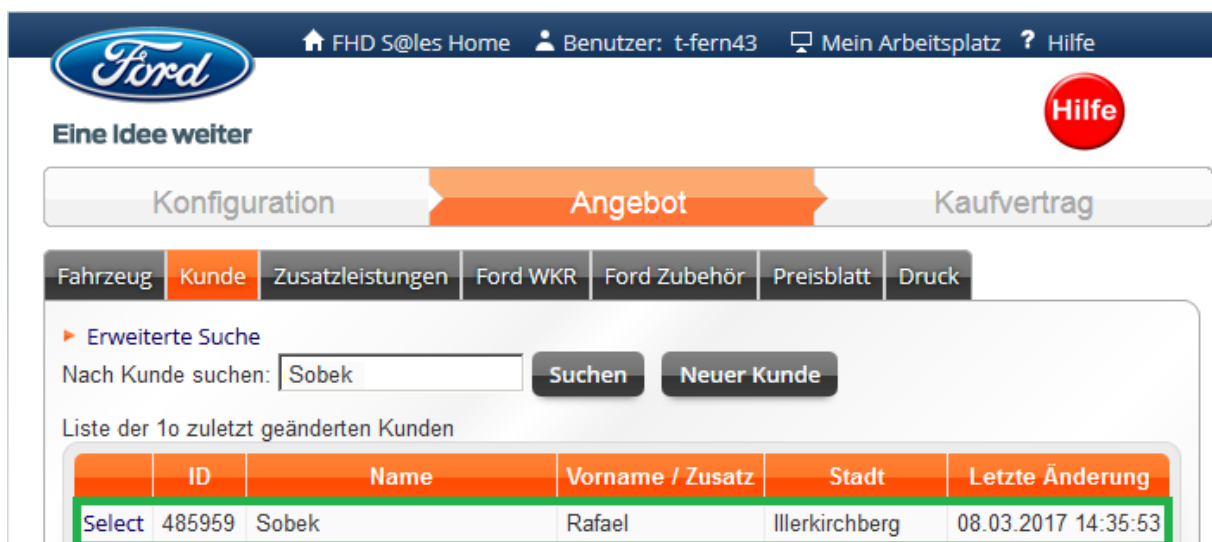 FHD S@les Home Benutzer: t-fern43 Mein Arbeitsplatz ? Hilfe
Ford
Eine Idee weiter
Hilfe
Konfiguration Angebot Kaufvertrag
Fahrzeug Kunde Zusatzleistungen Ford WKR Ford Zubehör Preisblatt Druck
Erweiterte Suche
Nach Kunde suchen: Sobek Suchen Neuer Kunde
Liste der 1o zuletzt geänderten Kunden
ID Name Vorname / Zusatz Stadt Letzte Änderung
Select 485959 Sobek Rafael Illerkirchberg 08.03.2017 14:35:53